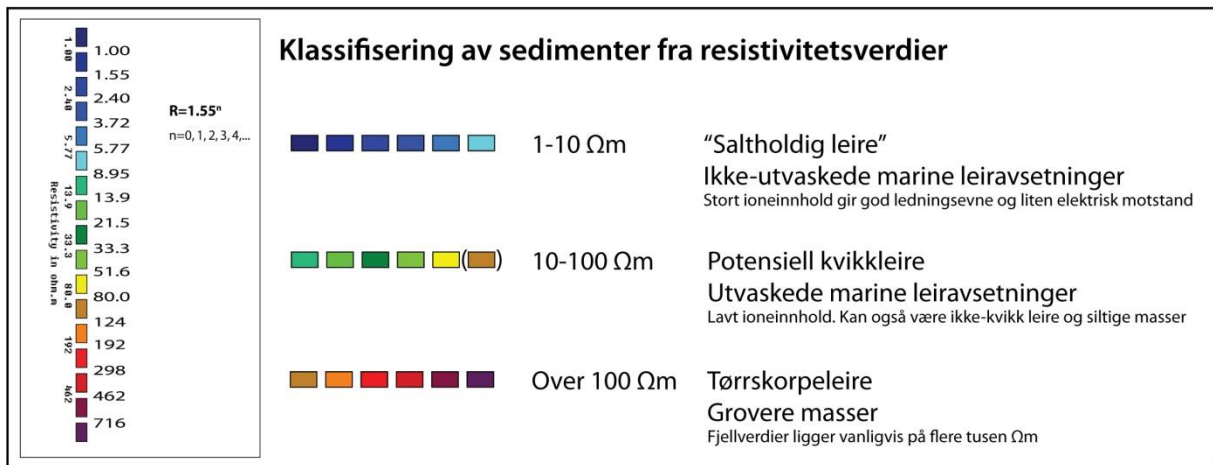 1.00
2.40
5.77
13.9
33.3
80.0
192
462
Resistivity in ohm.m
1.00
1.55
2.40
3.72
5.77
8.95
13.9
21.5
33.3
51.6
80.0
124
192
298
462
716
R=1.55ⁿ
n=0, 1, 2, 3, 4,...
Klassifisering av sedimenter fra resistivitetsverdier
1-10 Ωm
“Saltholdig leire”
Ikke-utvaskede marine leiravsetninger
Stort ioneinnhold gir god ledningsevne og liten elektrisk motstand
( )
10-100 Ωm
Potensiell kvikkleire
Utvaskede marine leiravsetninger
Lavt ioneinnhold. Kan også være ikke-kvikk leire og siltige masser
Over 100 Ωm
Tørrskorpeleire
Grovere masser
Fjellverdier ligger vanligvis på flere tusen Ωm